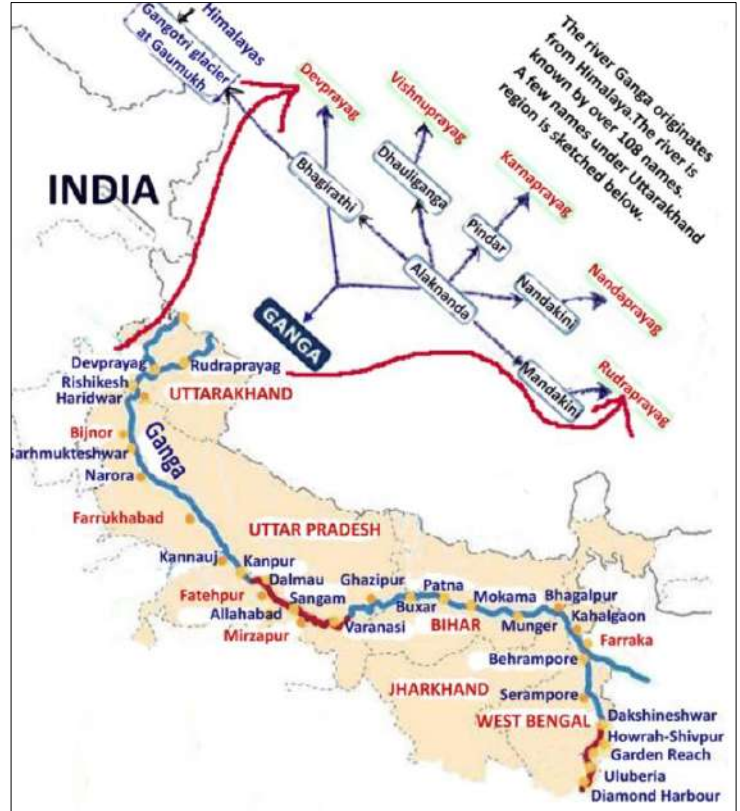 Himalayas
Gangotri glacier
at Gaumukh
The river Ganga originates
from Himalaya.The river is
known by over 108 names.
A few names under Uttarakhand
region is sketched below.
Devprayag
Vishnuprayag
Karnaprayag
Nandaprayag
Rudraprayag
Bhagirathi
Dhauliganga
Pindar
Alaknanda
Nandakini
Mandakini
GANGA
INDIA
Devprayag
Rudraprayag
Rishikesh
UTTARAKHAND
Haridwar
Bijnor
Ganga
Sarhmukteshwar
Narora
Farrukhabad
UTTAR PRADESH
Kannauj
Kanpur
Dalmau
Ghazipur
Patna
Mokama
Bhagalpur
Fatehpur
Sangam
Buxar
Munger
Kahalgaon
Allahabad
Varanasi
BIHAR
Farraka
Mirzapur
Behrampore
JHARKHAND
Serampore
WEST BENGAL
Dakshineshwar
Howrah-Shivpur
Garden Reach
Uluberia
Diamond Harbour